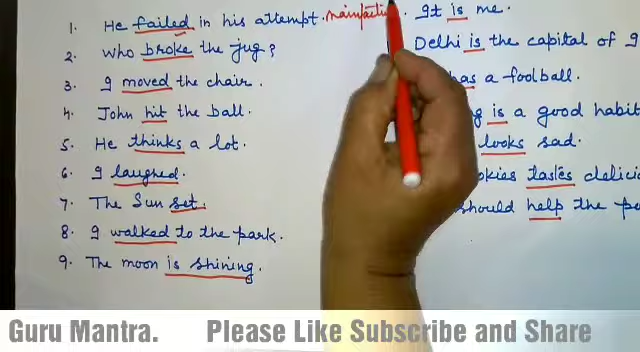 1. He failed in his attempt. It is me.
2. Who broke the jug? Delhi is the capital of
3. I moved the chair. has a football.
4. John hit the ball. is a good habit
5. He thinks a lot. looks sad.
6. I laughed. tastes
7. The Sun set. should help the
8. I walked to the park.
9. The moon is shining.
Guru Mantra. Please Like Subscribe and Share